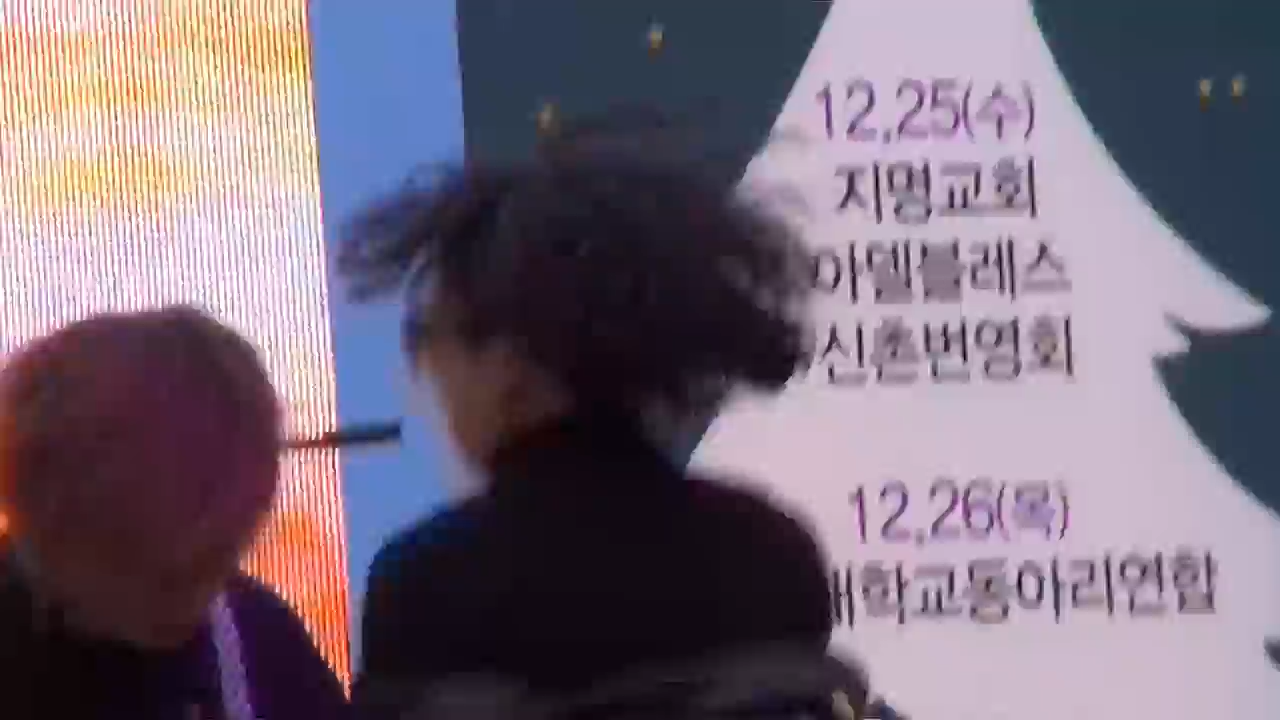 12.25(수)
지명교회
아델블레스
신촌번영회
12.26(목)
대학교동아리연합